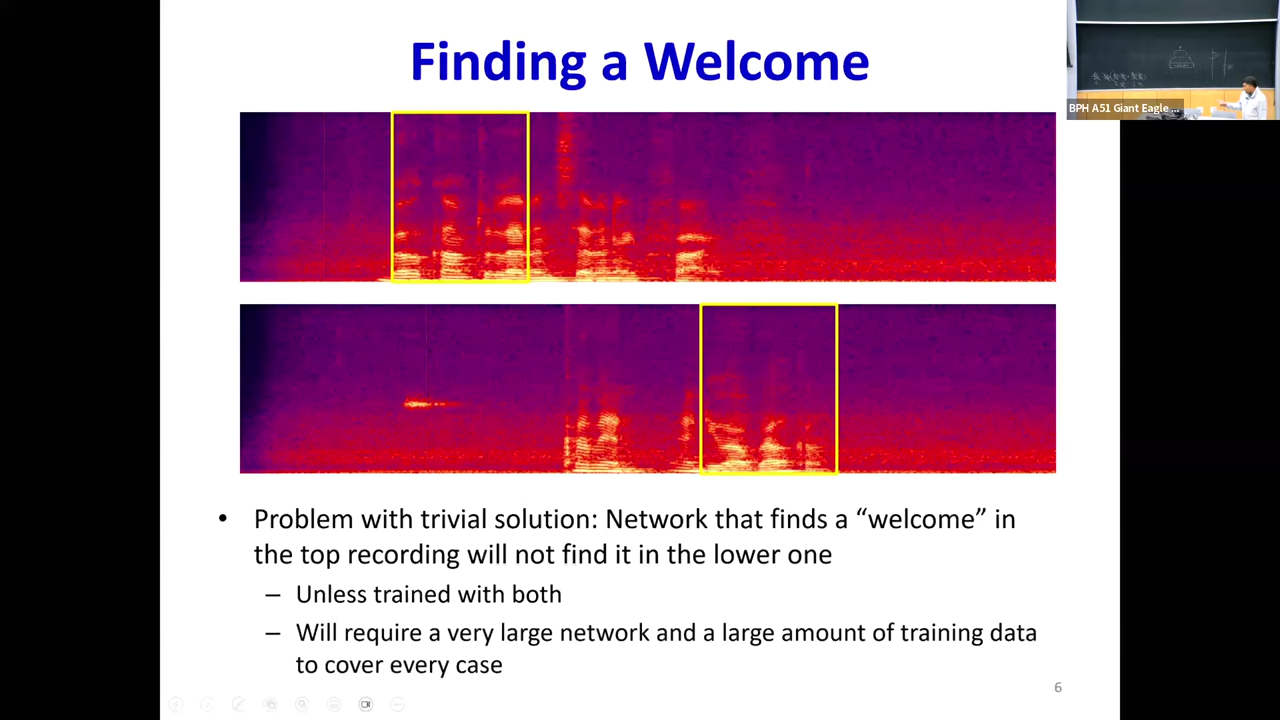 Finding a Welcome
BPH A51 Giant Eagle ...
• Problem with trivial solution: Network that finds a “welcome” in
the top recording will not find it in the lower one
– Unless trained with both
– Will require a very large network and a large amount of training data
to cover every case
6